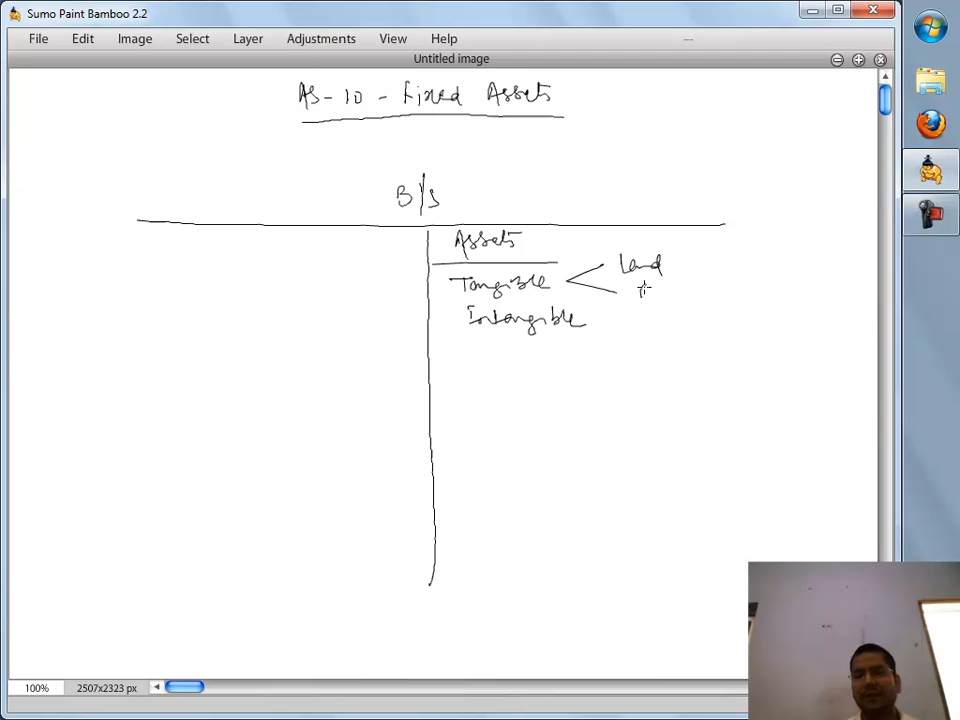 Sumo Paint Bamboo 2.2
File Edit Image Select Layer Adjustments View Help
Untitled image
AS-10 - Fixed Assets
B/S
Assets
Tangible Land
Intangible
100% 2507x2323 px